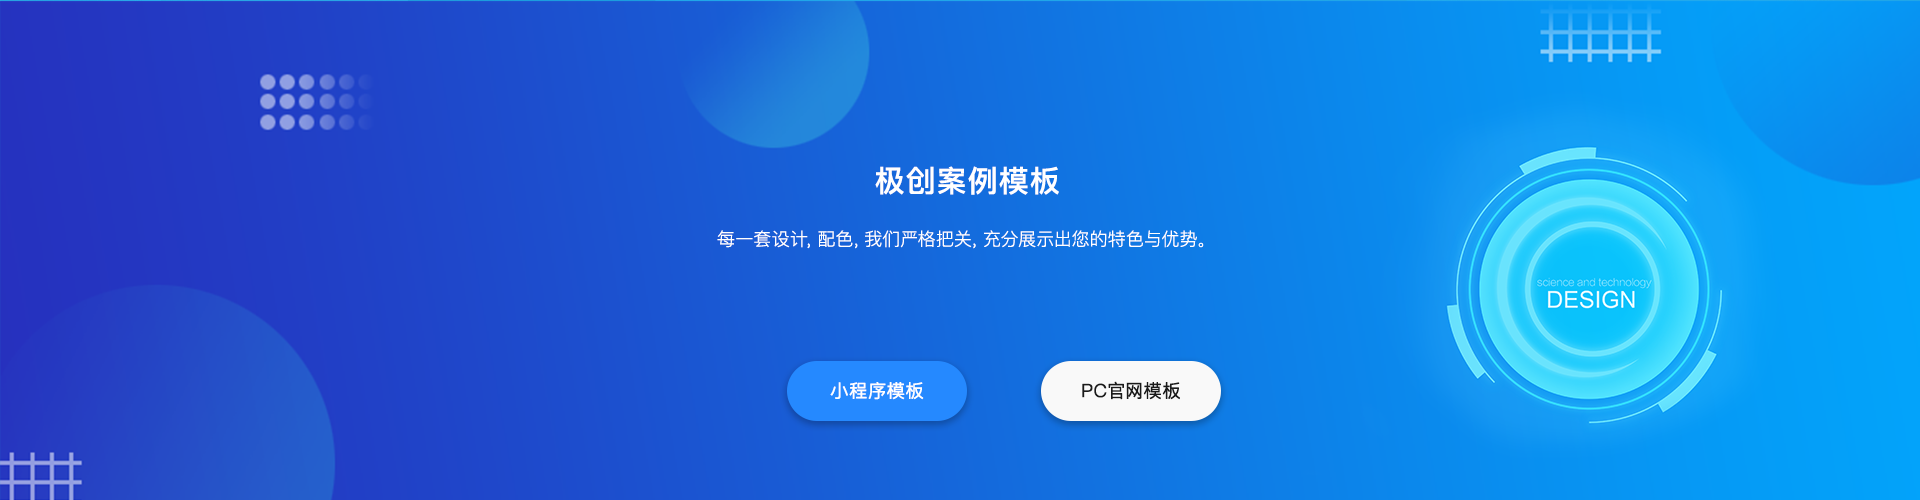 极创案例模板
每一套设计, 配色, 我们严格把关, 充分展示出您的特色与优势。
science and technology
DESIGN
小程序模板
PC官网模板